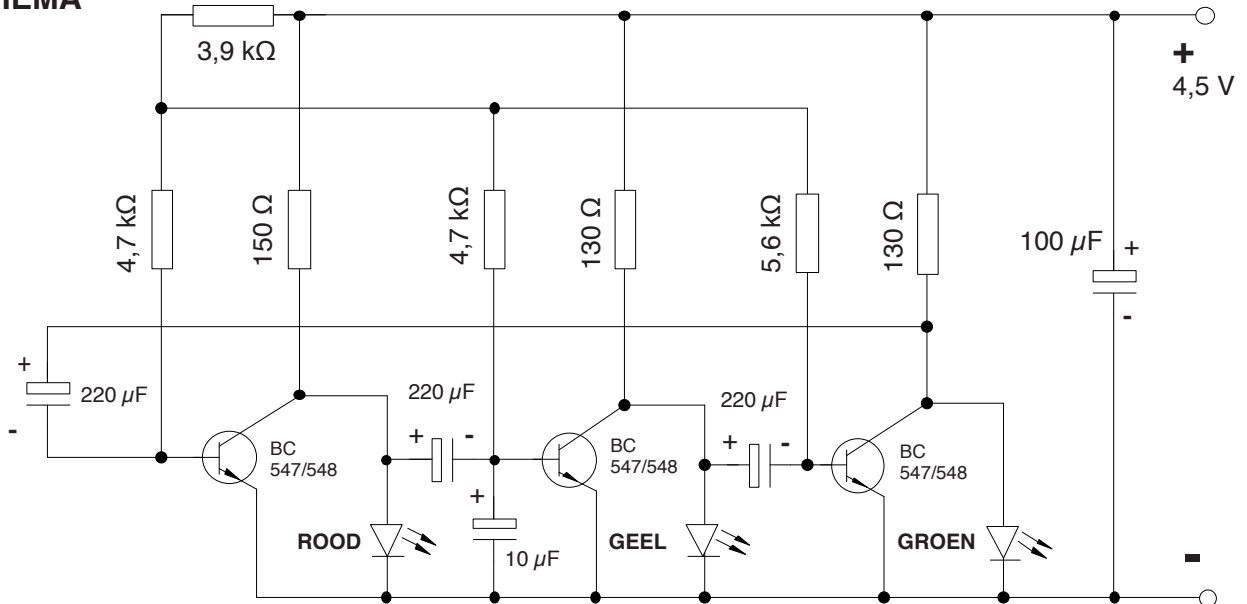 3,9 kΩ
+
4,5 V
4,7 kΩ
150 Ω
4,7 kΩ
130 Ω
5,6 kΩ
130 Ω
100 µF
+
-
+
220 µF
-
220 µF
+
-
220 µF
+
-
BC
547/548
BC
547/548
BC
547/548
+
10 µF
ROOD
GEEL
GROEN
-